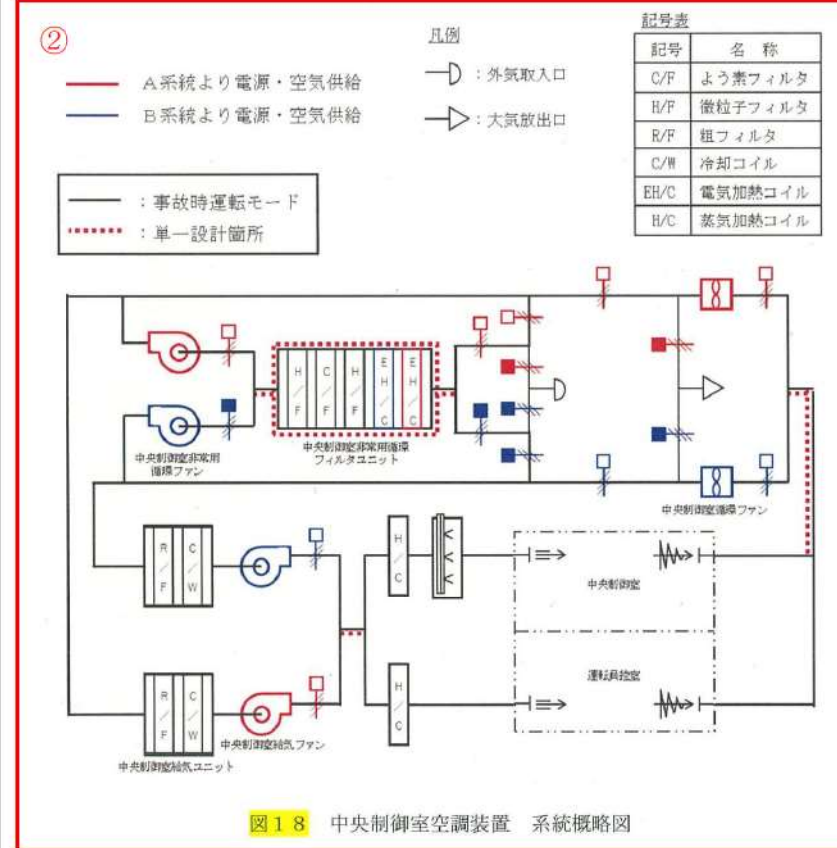 ②
A系統より電源・空気供給
B系統より電源・空気供給
凡例
：外気取入口
：大気放出口
記号表
記号 名 称
C/F よう素フィルタ
H/F 微粒子フィルタ
R/F 粗フィルタ
C/W 冷却コイル
EH/C 電気加熱コイル
H/C 蒸気加熱コイル
：事故時運転モード
：単一設計箇所
H/F
C/F
H/F
EH/C
EH/C
中央制御室非常用
循環ファン
中央制御室非常用循環
フィルタユニット
中央制御室循環ファン
R/F
C/W
H/C
中央制御室
R/F
C/W
H/C
運転員控室
中央制御室給気ファン
中央制御室給気ユニット
図18 中央制御室空調装置 系統概略図